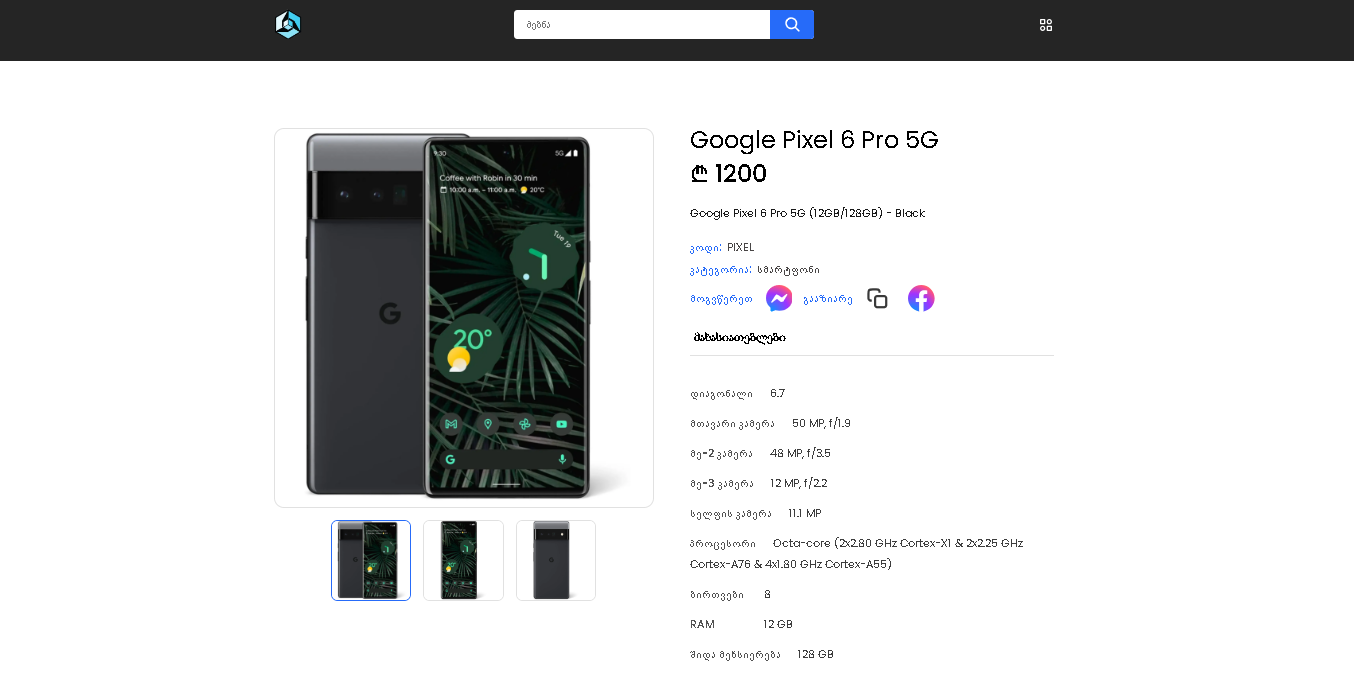 ძებნა
Google Pixel 6 Pro 5G
₾ 1200
Google Pixel 6 Pro 5G (12GB/128GB) - Black
კოდი: PIXEL
კატეგორია: სმარტფონი
მოგვწერეთ გააზიარე
მახასიათებლები
დიაგონალი 6.7
მთავარი კამერა 50 MP, f/1.9
მე-2 კამერა 48 MP, f/3.5
მე-3 კამერა 12 MP, f/2.2
სელფის კამერა 11.1 MP
პროცესორი Octa-core (2x2.80 GHz Cortex-X1 & 2x2.25 GHz
Cortex-A76 & 4x1.80 GHz Cortex-A55)
ბირთვები 8
RAM 12 GB
შიდა მეხსიერება 128 GB
9:30 5G
Coffee with Robin in 30 min
10:00 a.m. – 11:00 a.m. 20°C
Tue 19
20°
G
G